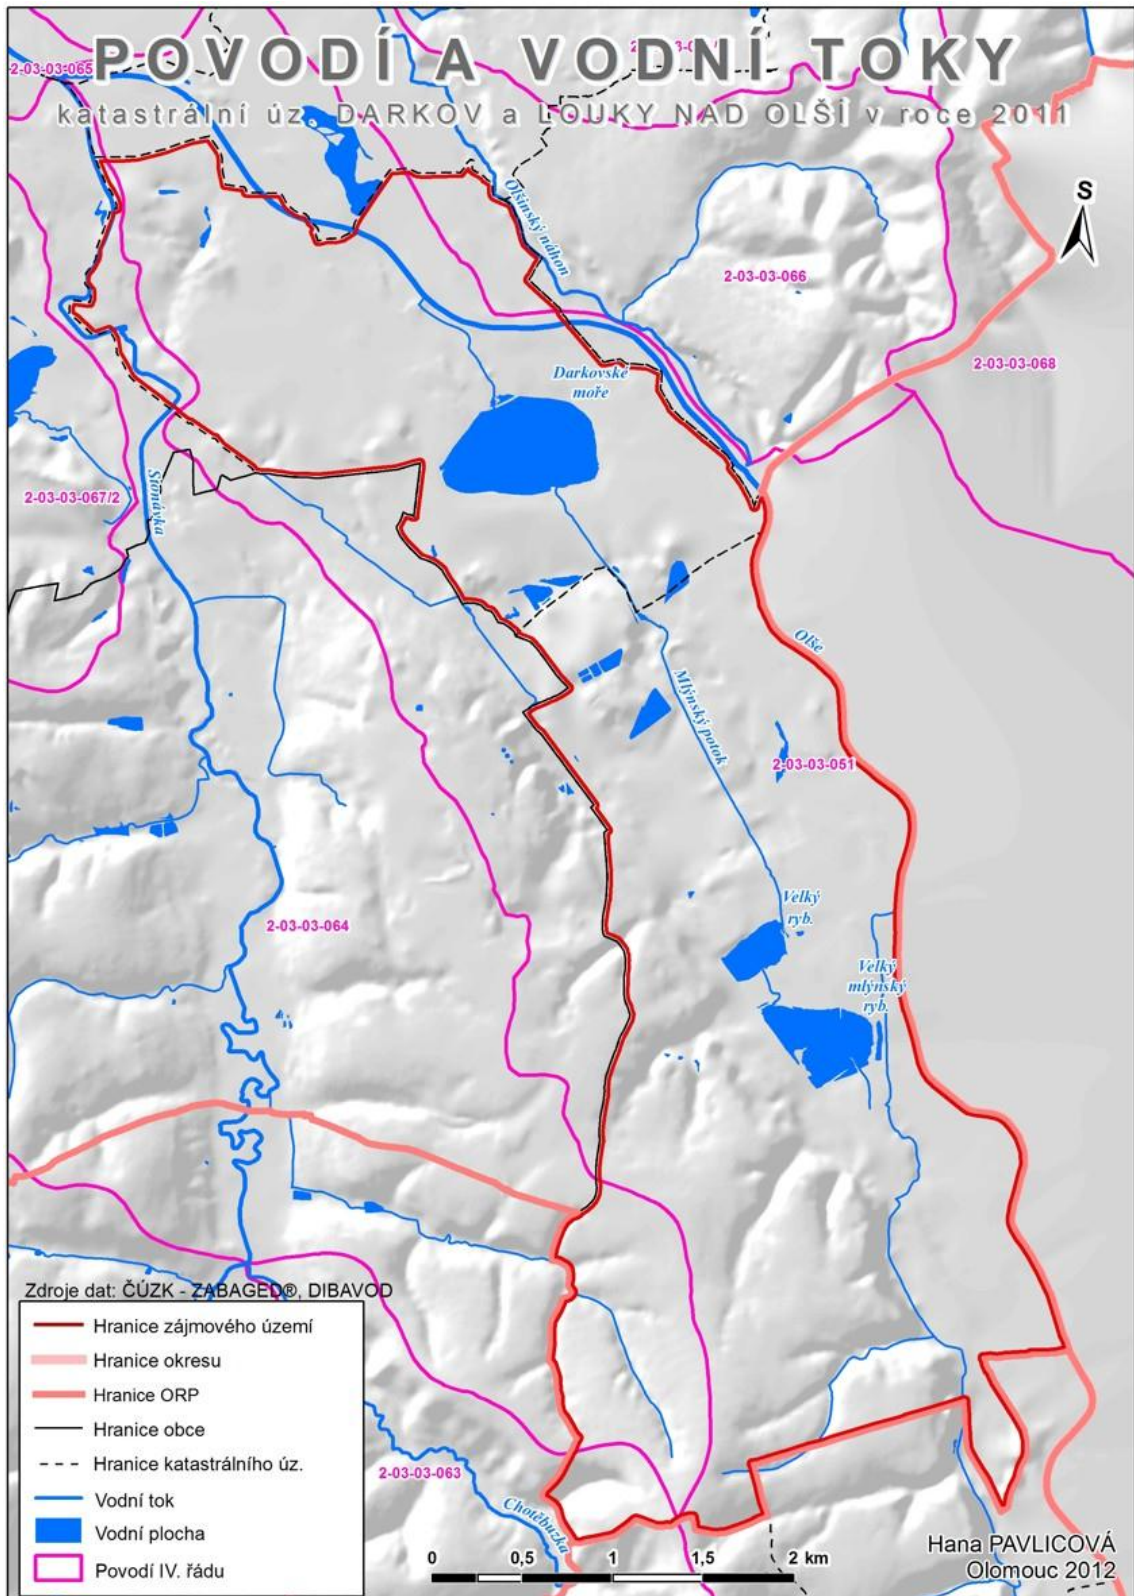 POVODÍ A VODNÍ TOKY
katastrální úz. DARKOV a LOUKY NAD OLŠÍ v roce 2011
2-03-03-065
S
Olšinský náhon
2-03-03-066
2-03-03-068
Darkovské
moře
2-03-03-067/2
Stonávka
Olše
Mlýnský potok
2-03-03-051
Velký
ryb.
2-03-03-064
Velký
mlýnský
ryb.
Zdroje dat: ČÚZK - ZABAGED®, DIBAVOD
Hranice zájmového území
Hranice okresu
Hranice ORP
Hranice obce
Hranice katastrálního úz.
Vodní tok
Vodní plocha
Povodí IV. řádu
2-03-03-063
Chotěbuzka
0 0,5 1 1,5 2 km
Hana PAVLICOVÁ
Olomouc 2012